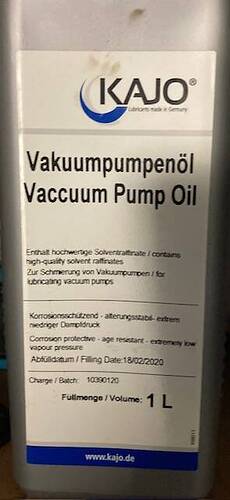 KAJO®
Lubricants made in Germany
Vakuumpumpenöl
Vaccuum Pump Oil
Enthält hochwertige Solventraffinate / contains
high-quality solvent raffinates
Zur Schmierung von Vakuumpumpen / for
lubricating vacuum pumps
Korrosionsschützend - alterungsstabil- extrem
niedriger Dampfdruck
Corrosion protective - age resistant - extremely low
vapour pressure
Abfülldatum / Filling Date:18/02/2020
Charge / Batch: 10390120
Füllmenge / Volume: 1 L
www.kajo.de